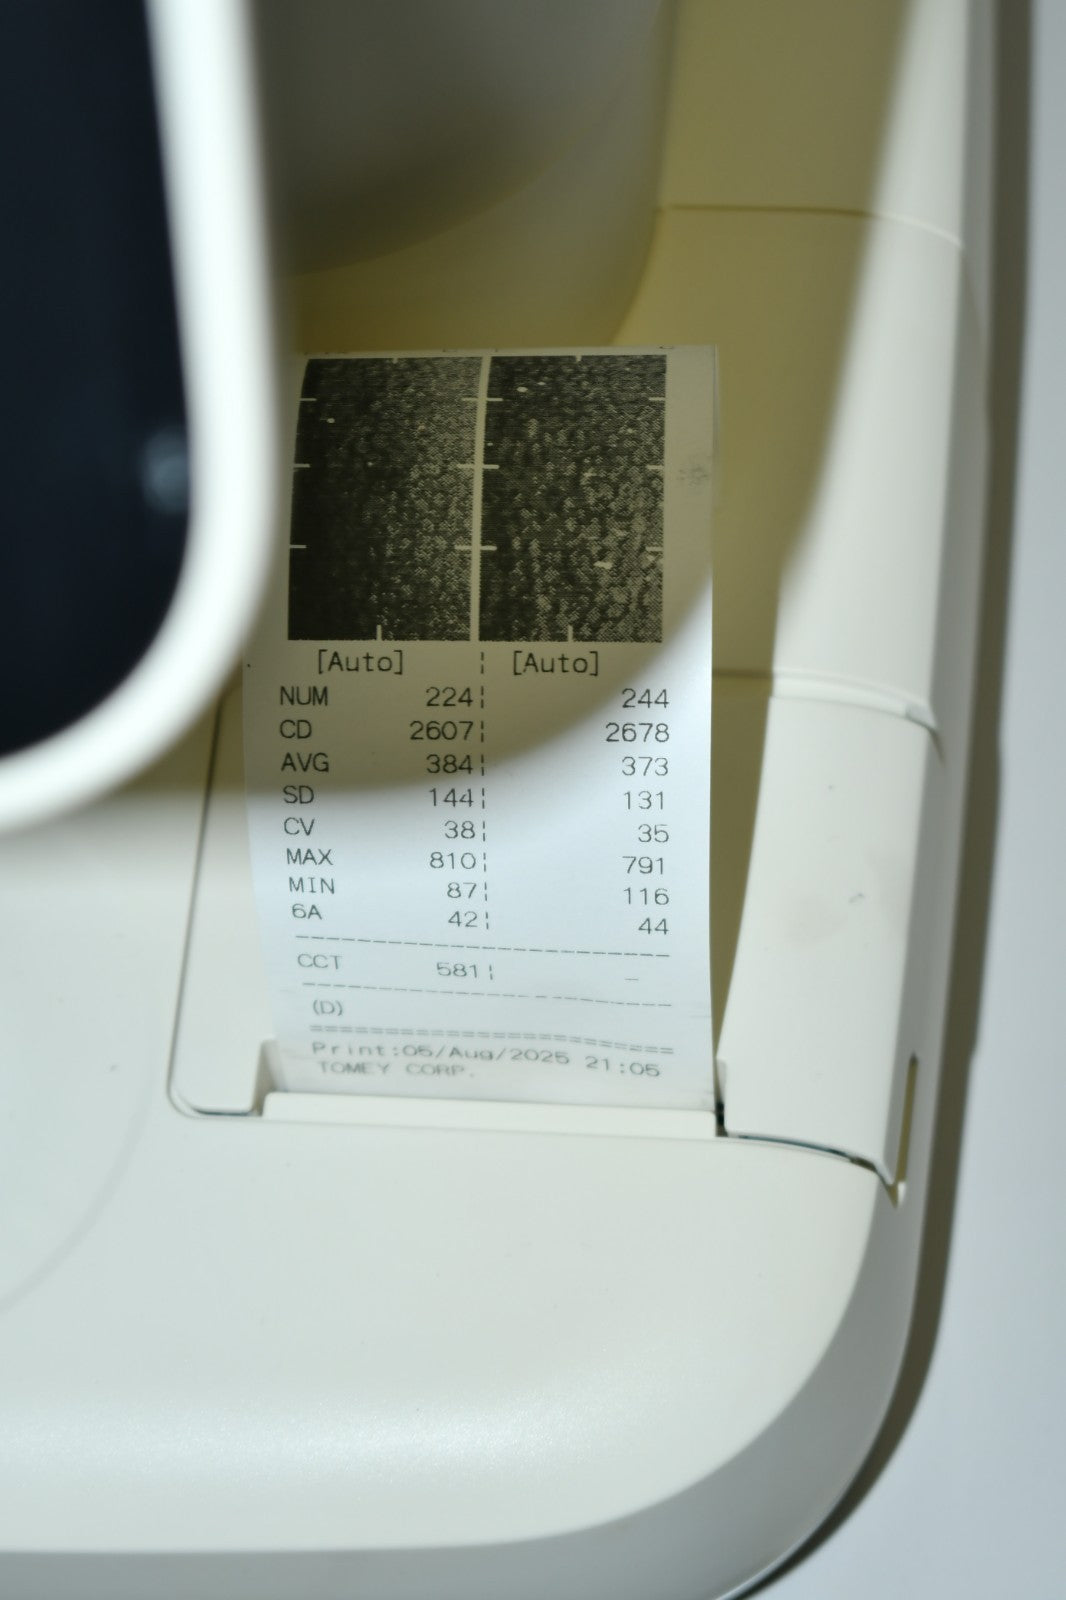 [Auto] ¦ [Auto]
NUM 224¦ 244
CD 2607¦ 2678
AVG 384¦ 373
SD 144¦ 131
CV 38¦ 35
MAX 810¦ 791
MIN 87¦ 116
6A 42¦ 44
CCT 581¦ –
(D)
Print:05/Aug/2025 21:05
TOMEY CORP.